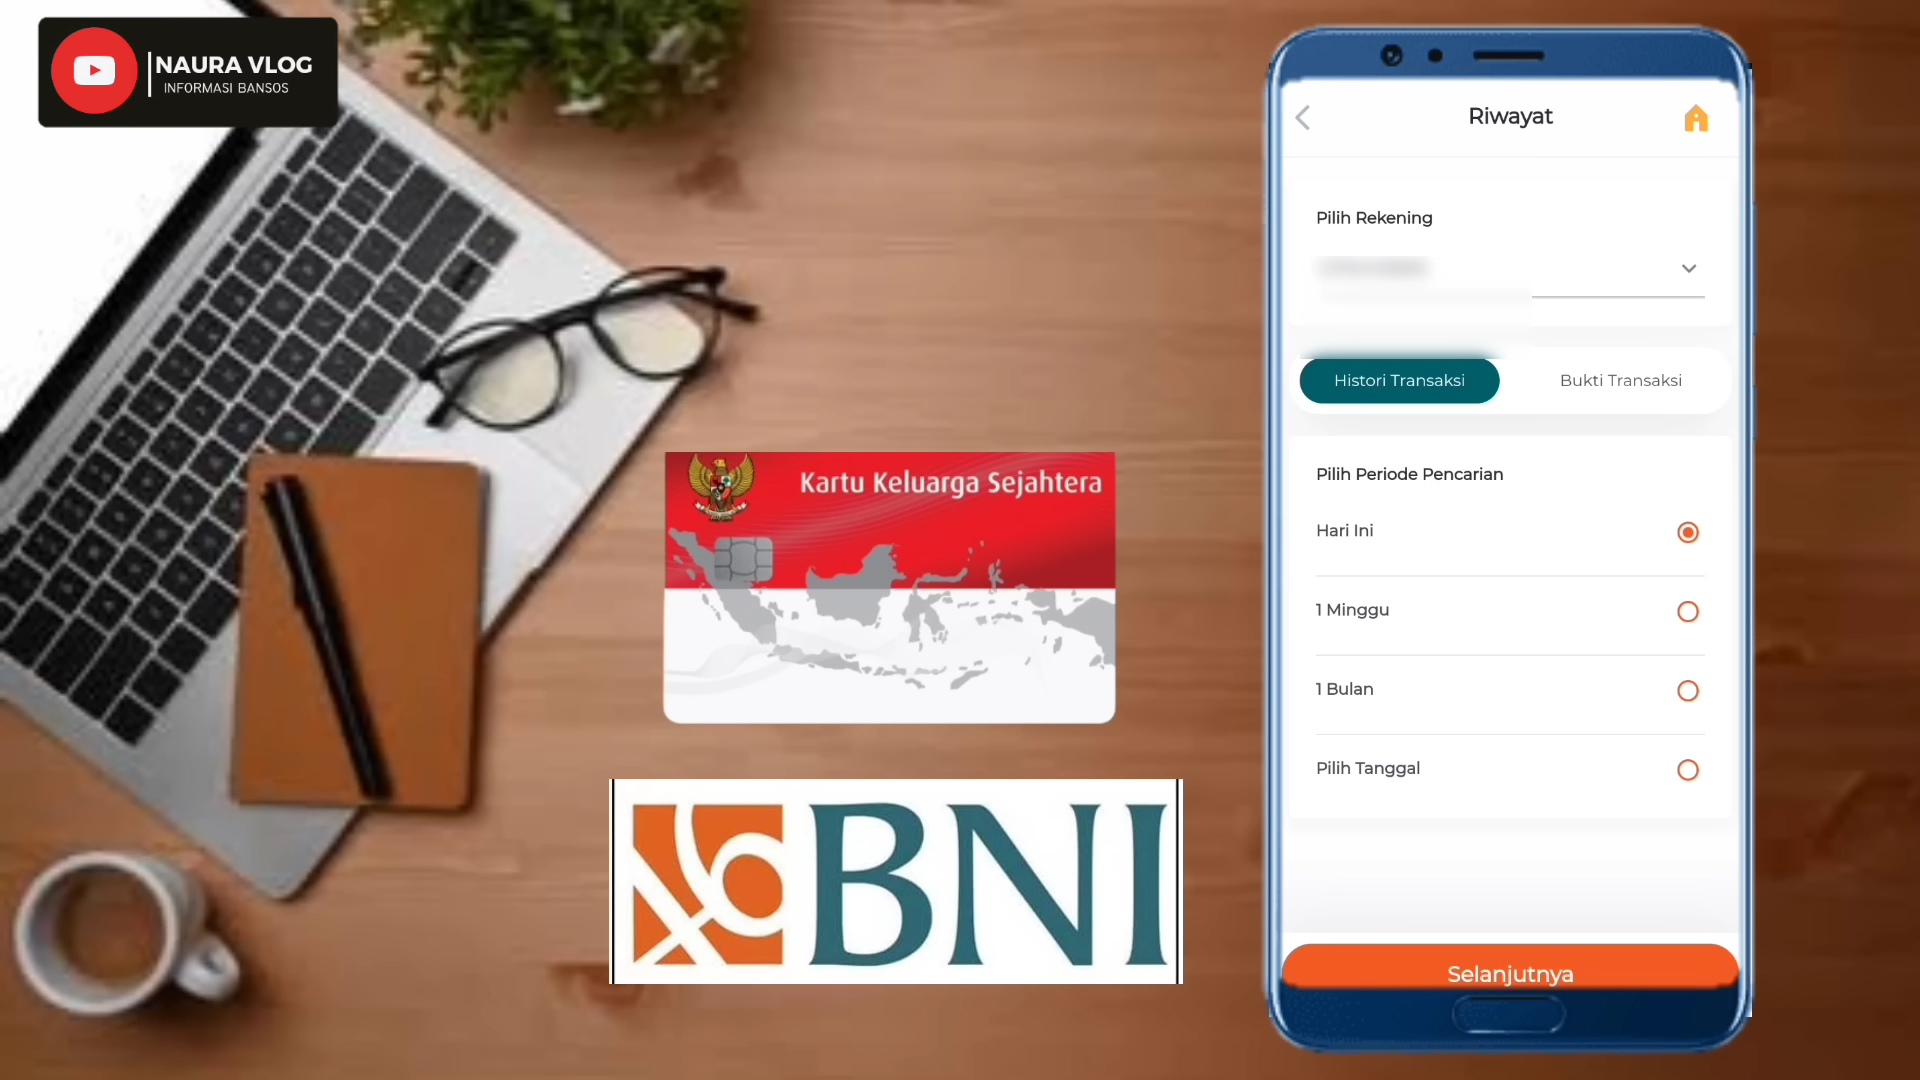 NAURA VLOG
INFORMASI BANSOS
Kartu Keluarga Sejahtera
BNI
Riwayat
Pilih Rekening
Histori Transaksi
Bukti Transaksi
Pilih Periode Pencarian
Hari Ini
1 Minggu
1 Bulan
Pilih Tanggal
Selanjutnya